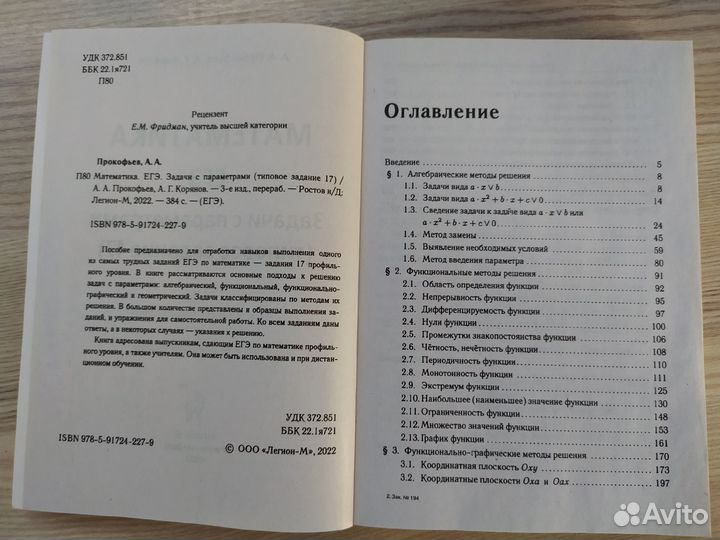 УДК 372.851
ББК 22.1я721
П80
Рецензент
Е.М. Фридман, учитель высшей категории
Прокофьев, А. А.
П80 Математика. ЕГЭ. Задачи с параметрами (типовое задание 17) /
А. А. Прокофьев, А. Г. Корянов. — 3-е изд., перераб. — Ростов н/Д:
Легион-М, 2022. — 384 с. — (ЕГЭ).
ISBN 978-5-91724-227-9
Пособие предназначено для отработки навыков выполнения одного
из самых трудных заданий ЕГЭ по математике — задания 17 профиль-
ного уровня. В книге рассматриваются основные подходы к решению
задач с параметрами: алгебраический, функциональный, функционально-
графический и геометрический. Задачи классифицированы по методам их
решения. В большом количестве представлены и образцы выполнения за-
даний, и упражнения для самостоятельной работы. Ко всем заданиям даны
ответы, а в некоторых случаях — указания к решению.
Книга адресована выпускникам, сдающим ЕГЭ по математике профиль-
ного уровня, а также учителям. Она может быть использована и при дистан-
ционном обучении.
УДК 372.851
ББК 22.1я721
ISBN 978-5-91724-227-9
© ООО «Легион-М», 2022
Оглавление
Введение 5
§ 1. Алгебраические методы решения 8
1.1. Задачи вида a · x ∨ b 8
1.2. Задачи вида a · x² + b · x + c ∨ 0 14
1.3. Сведение задачи к задаче вида a · x ∨ b или
a · x² + b · x + c ∨ 0 24
1.4. Метод замены 45
1.5. Выявление необходимых условий 59
1.6. Метод введения параметра 80
§ 2. Функциональные методы решения 91
2.1. Область определения функции 92
2.2. Непрерывность функции 95
2.3. Дифференцируемость функции 97
2.4. Нули функции 100
2.5. Промежутки знакопостоянства функции 106
2.6. Чётность, нечётность функции 108
2.7. Периодичность функции 110
2.8. Монотонность функции 111
2.9. Экстремум функции 125
2.10. Наибольшее (наименьшее) значение функции 130
2.11. Ограниченность функции 148
2.12. Множество значений функции 153
2.13. График функции 161
§ 3. Функционально-графические методы решения 170
3.1. Координатная плоскость Oxy 173
3.2. Координатные плоскости Oxa и Oax 197
2. Зак. № 194
Avito